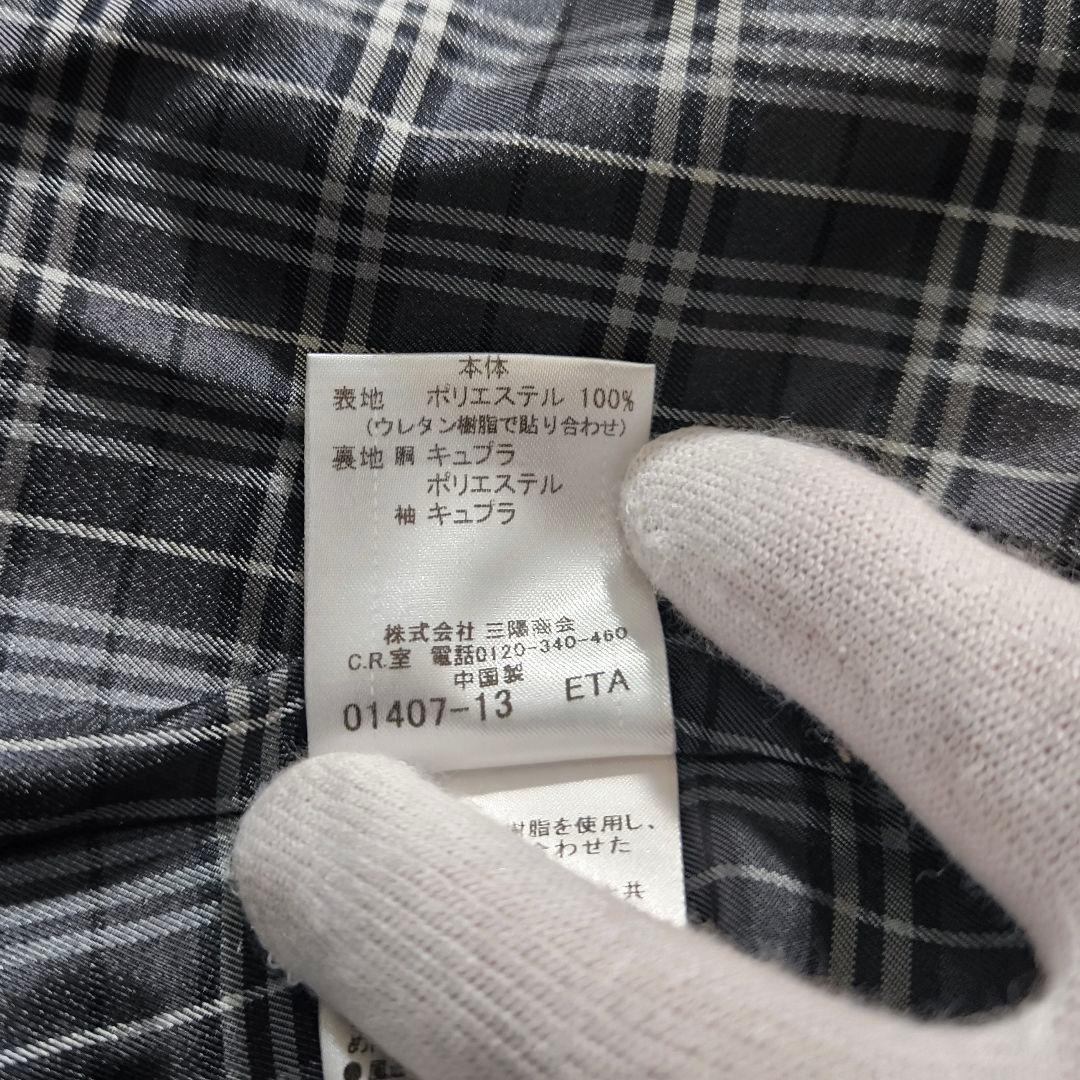 本体
表地 ポリエステル 100%
(ウレタン樹脂で貼り合わせ)
裏地 胴 キュプラ
ポリエステル
袖 キュプラ
株式会社 三陽商会
C.R.室 電話0120-340-460
中国製
01407-13 ETA
樹脂を使用し、
合わせた
共